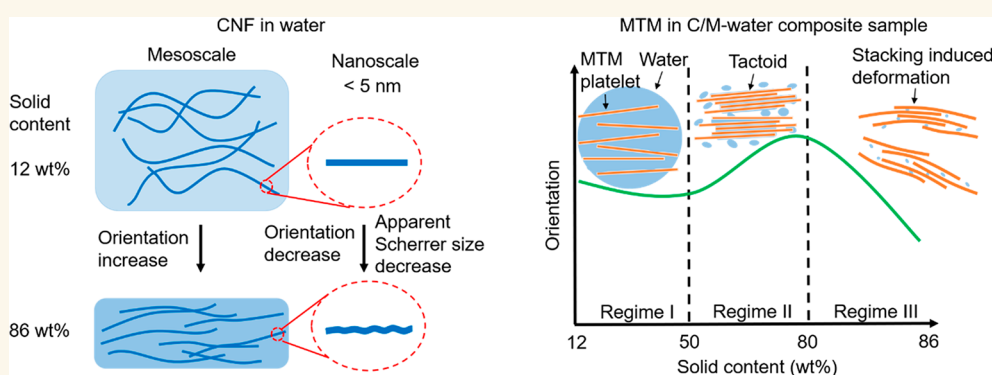 CNF in water
Mesoscale
Nanoscale
< 5 nm
Solid
content
12 wt%
Orientation
increase
Orientation
decrease
Apparent
Scherrer size
decrease
86 wt%
MTM in C/M-water composite sample
MTM
platelet
Water
Tactoid
Stacking induced
deformation
Orientation
Regime I
Regime II
Regime III
12
50
80
86
Solid content (wt%)